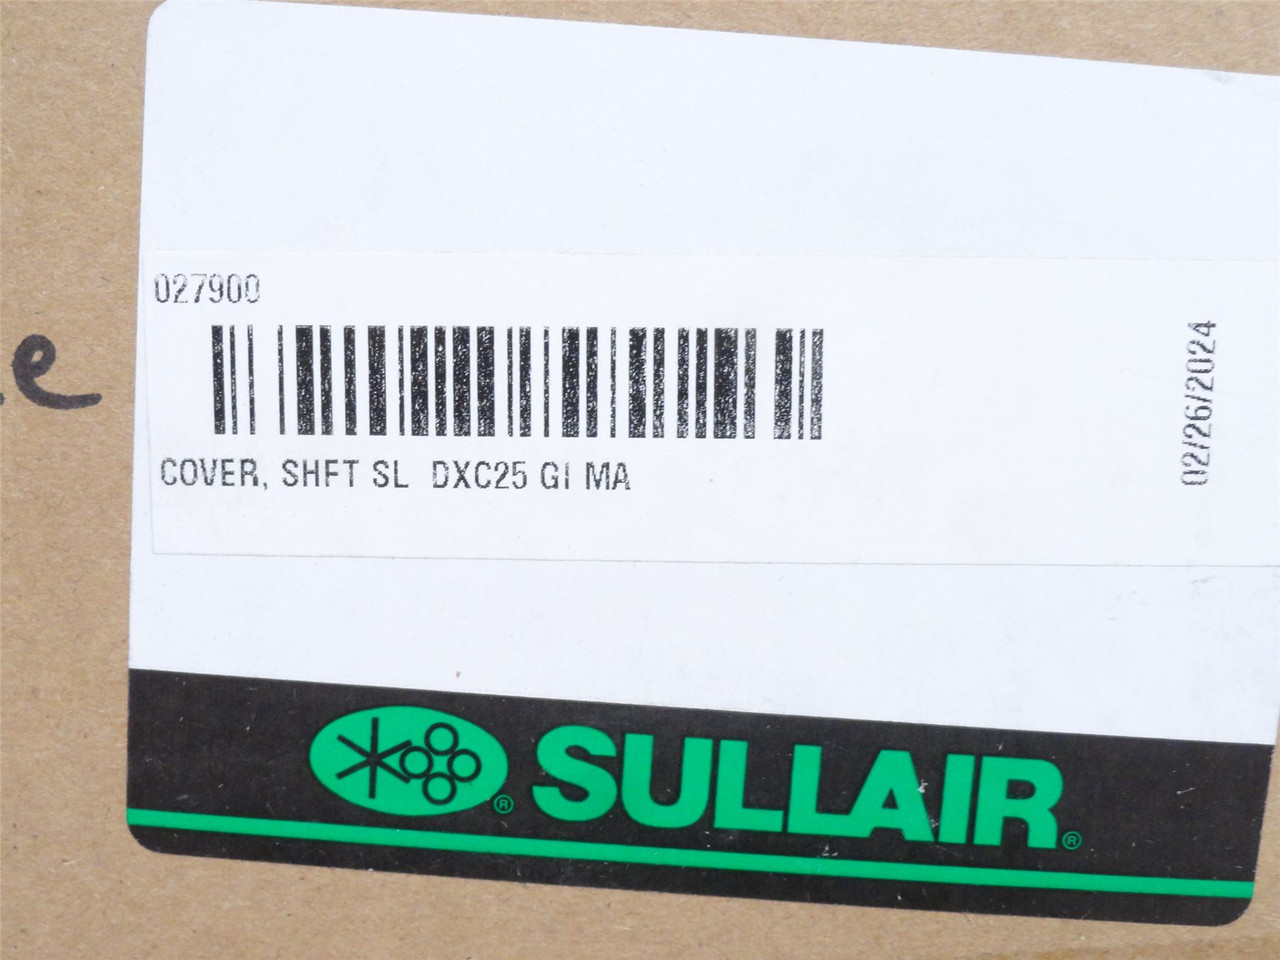 027900
COVER, SHFT SL DXC25 GI MA
02/26/2024
SULLAIR®